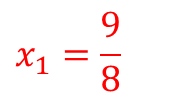 x₁ = 9/8